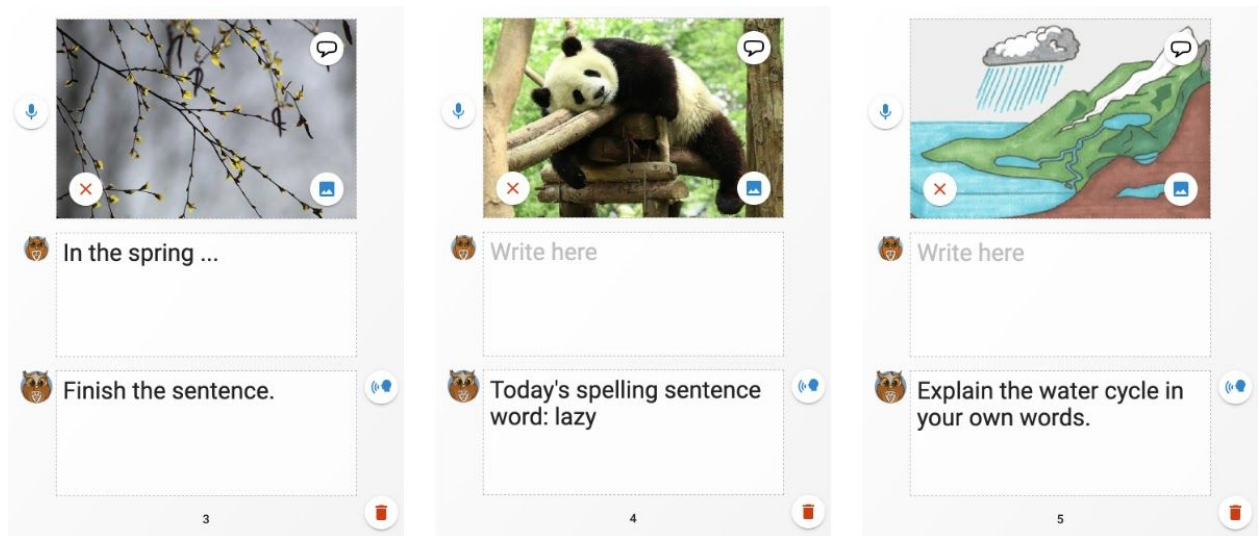 In the spring ...
Finish the sentence.
3
Write here
Today's spelling sentence
word: lazy
4
Write here
Explain the water cycle in
your own words.
5